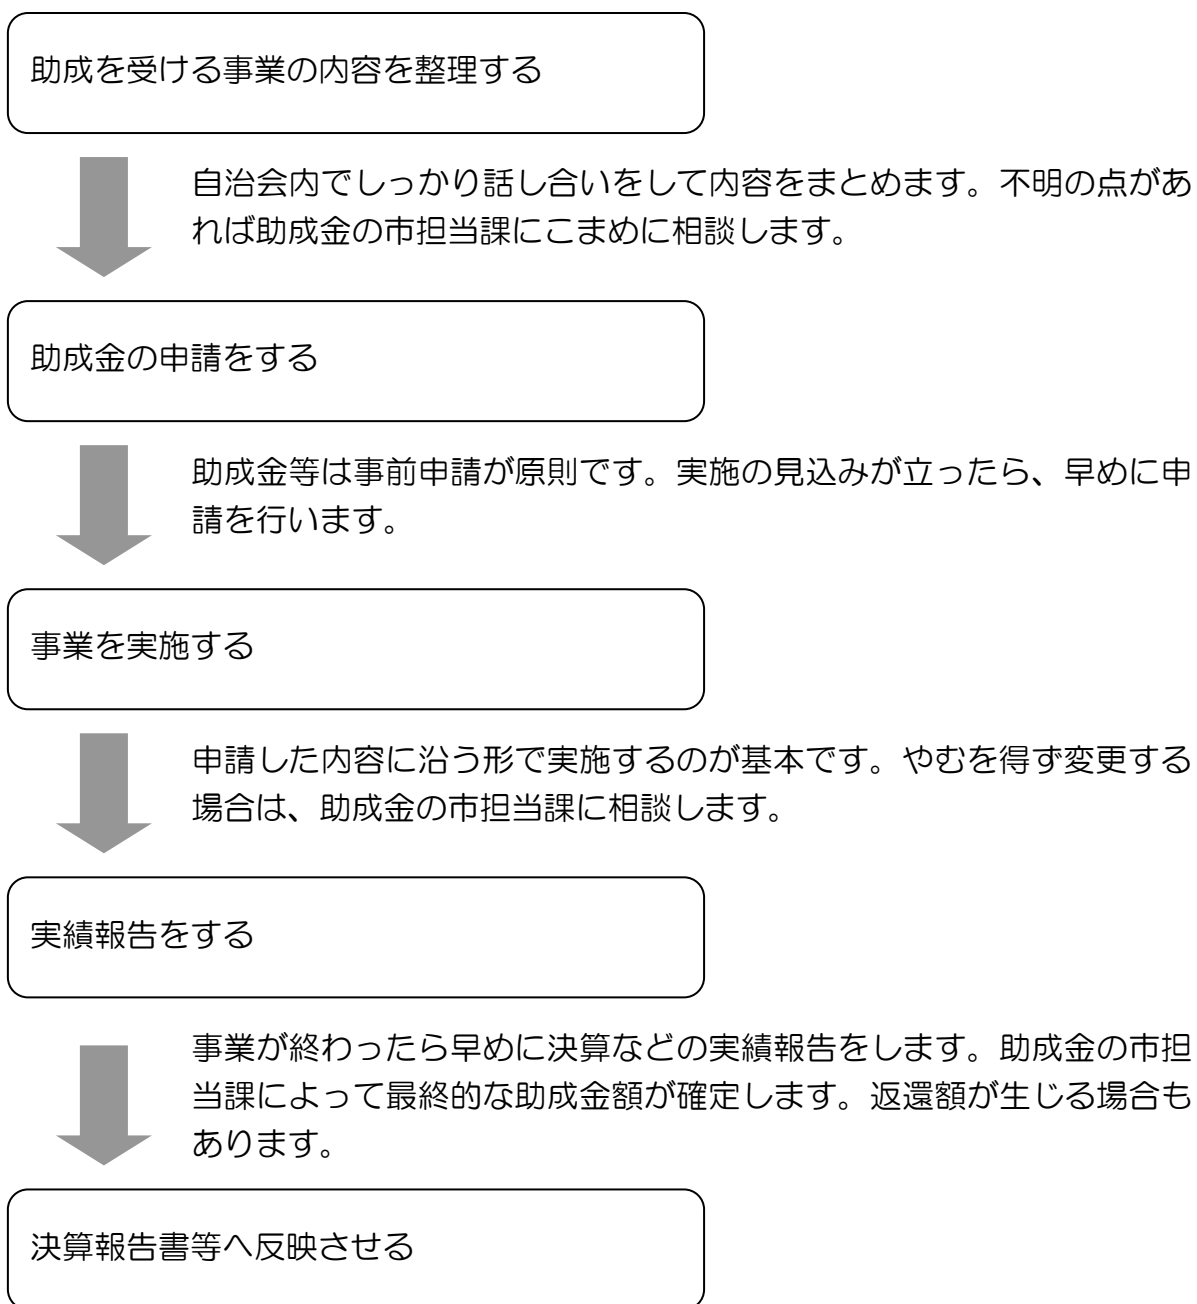 助成を受ける事業の内容を整理する
自治会内でしっかり話し合いをして内容をまとめます。不明の点があ
れば助成金の市担当課にこまめに相談します。
助成金の申請をする
助成金等は事前申請が原則です。実施の見込みが立ったら、早めに申
請を行います。
事業を実施する
申請した内容に沿う形で実施するのが基本です。やむを得ず変更する
場合は、助成金の市担当課に相談します。
実績報告をする
事業が終わったら早めに決算などの実績報告をします。助成金の市担
当課によって最終的な助成金額が確定します。返還額が生じる場合も
あります。
決算報告書等へ反映させる